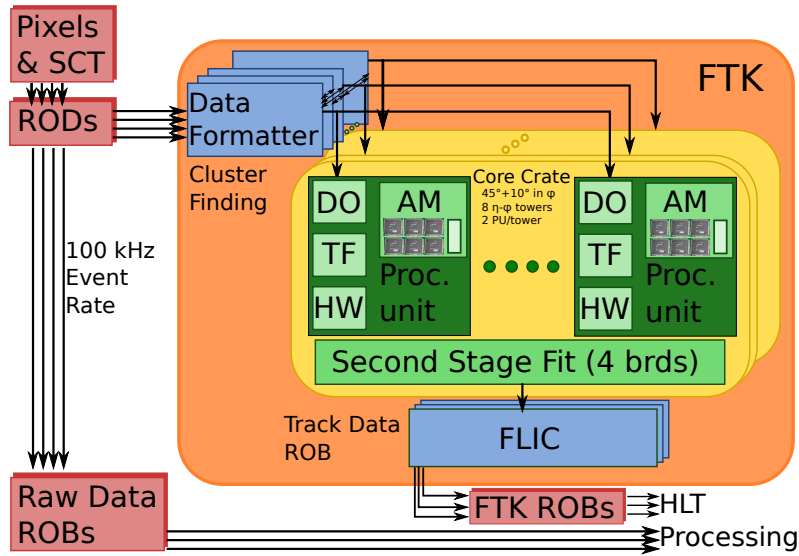 Pixels
& SCT
RODs
100 kHz
Event
Rate
Raw Data
ROBs
FTK
Data
Formatter
Cluster
Finding
Core Crate
45°+10° in φ
8 η-φ towers
2 PU/tower
DO
TF
HW
AM
Proc.
unit
DO
TF
HW
AM
Proc.
unit
Second Stage Fit (4 brds)
Track Data
ROB
FLIC
FTK ROBs
HLT
Processing